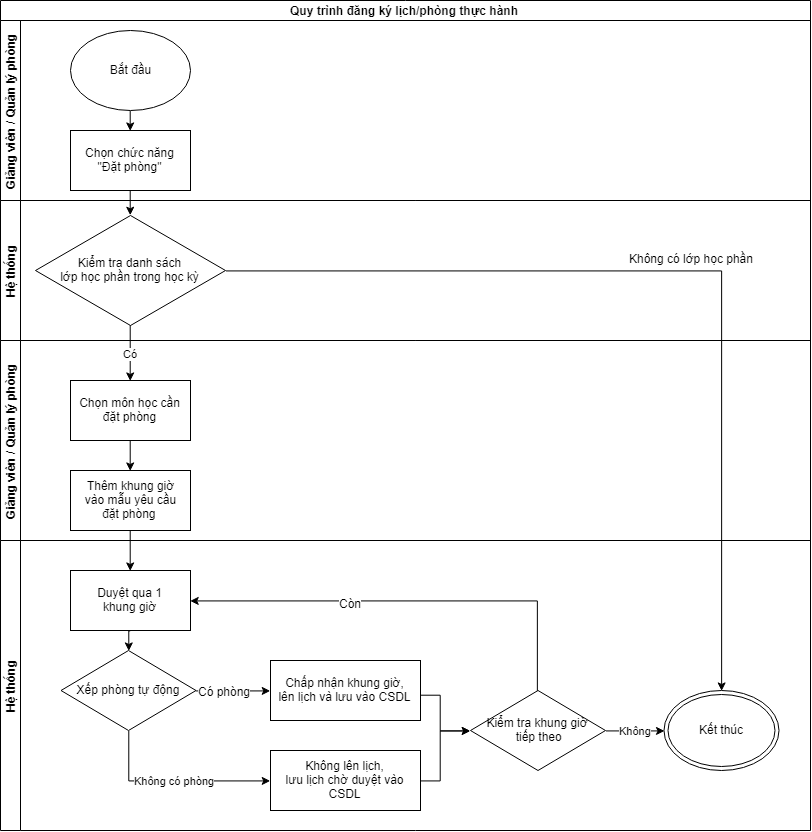 Quy trình đăng ký lịch/phòng thực hành
Giảng viên / Quản lý phòng
Bắt đầu
Chọn chức năng
"Đặt phòng"
Hệ thống
Kiểm tra danh sách
lớp học phần trong học kỳ
Không có lớp học phần
Có
Giảng viên / Quản lý phòng
Chọn môn học cần
đặt phòng
Thêm khung giờ
vào mẫu yêu cầu
đặt phòng
Hệ thống
Duyệt qua 1
khung giờ
Còn
Xếp phòng tự động
Có phòng
Chấp nhận khung giờ,
lên lịch và lưu vào CSDL
Kiểm tra khung giờ
tiếp theo
Không
Kết thúc
Không có phòng
Không lên lịch,
lưu lịch chờ duyệt vào
CSDL